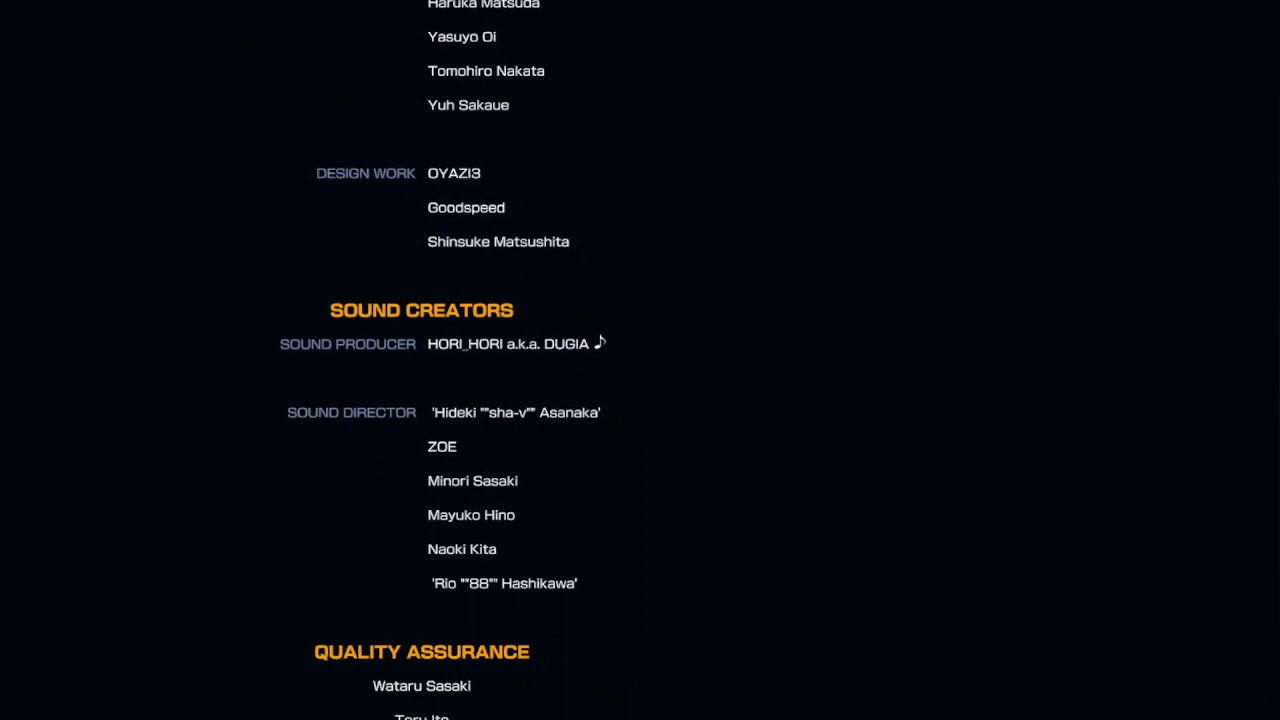 Haruka Matsuda
Yasuyo Oi
Tomohiro Nakata
Yuh Sakaue
DESIGN WORK OYAZI3
Goodspeed
Shinsuke Matsushita
SOUND CREATORS
SOUND PRODUCER HORI_HORI a.k.a. DUGIA ♪
SOUND DIRECTOR 'Hideki ""sha-v"" Asanaka'
ZOE
Minori Sasaki
Mayuko Hino
Naoki Kita
'Rio ""88"" Hashikawa'
QUALITY ASSURANCE
Wataru Sasaki
Toru Ito